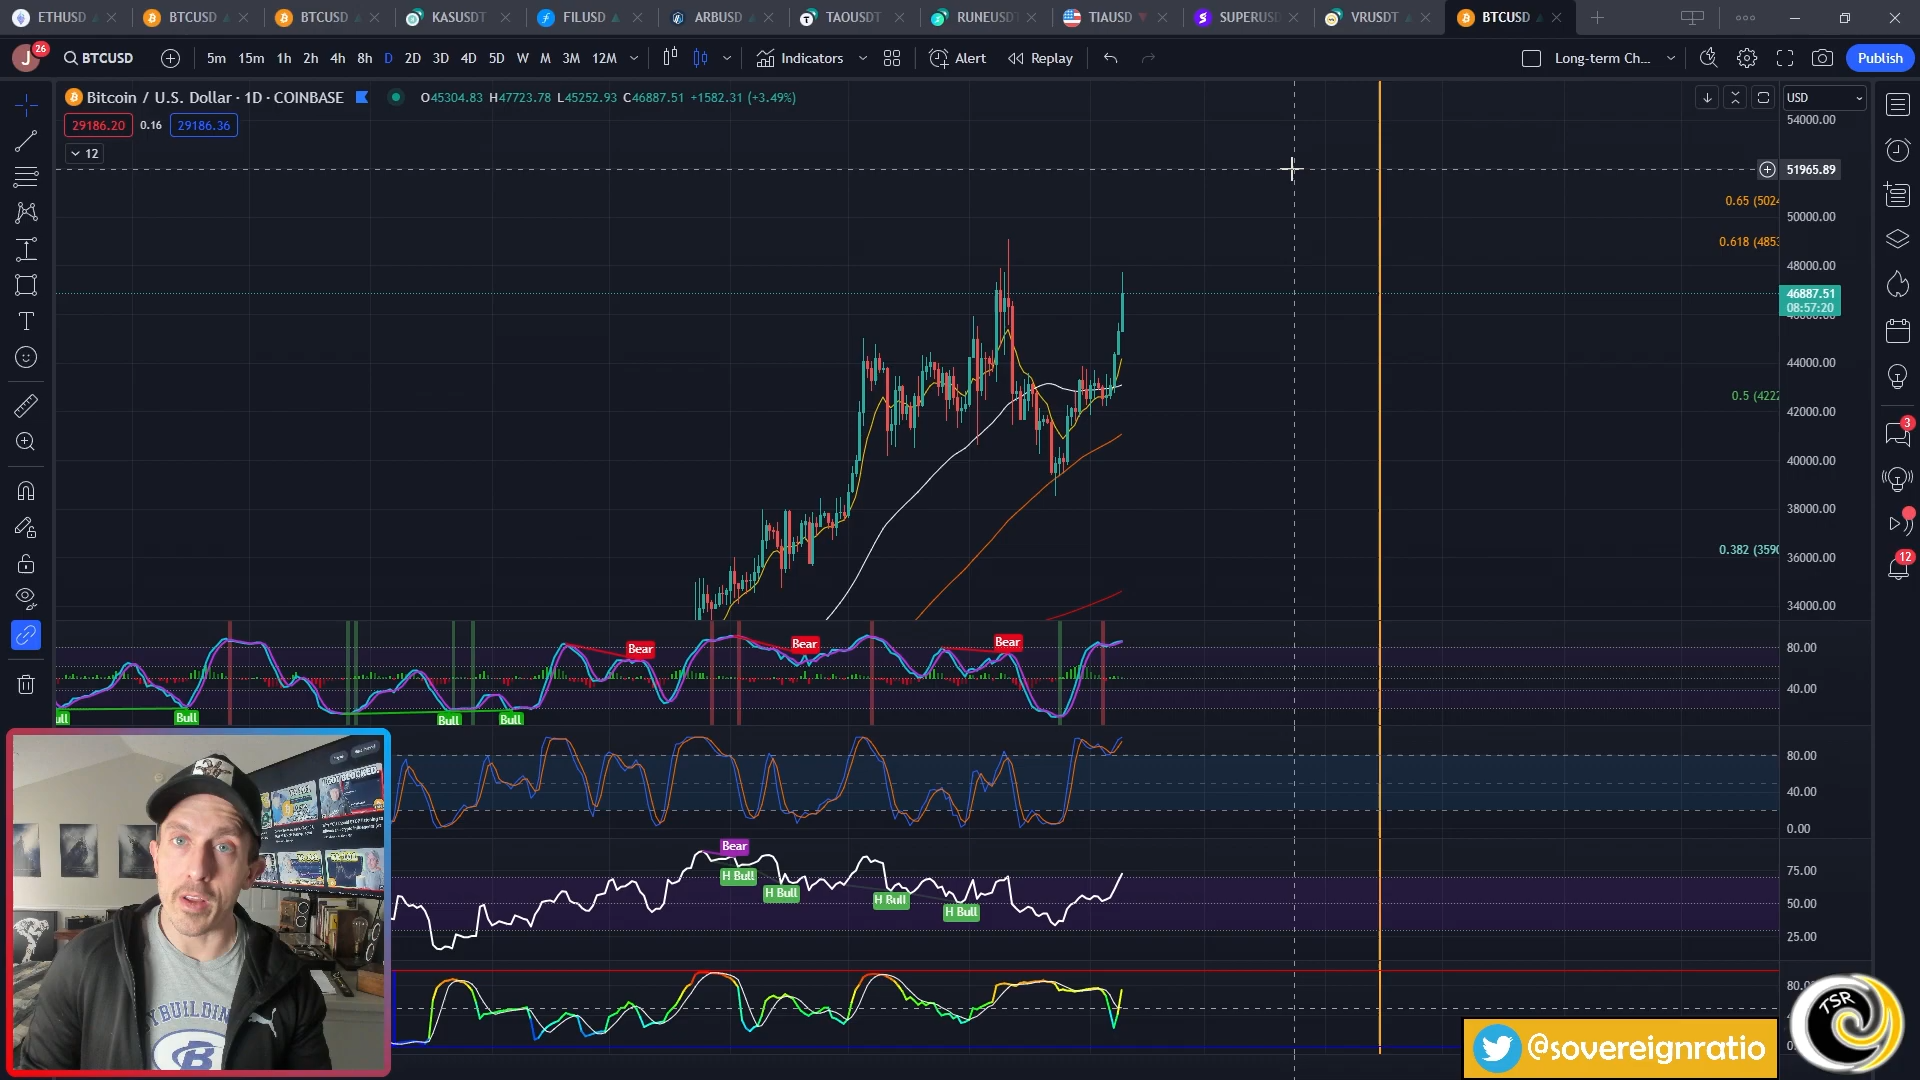 ETHUSD
BTCUSD
BTCUSD
KASUSDT
FILUSD
ARBUSD
TAOUSDT
RUNEUSDT
TIAUSD
SUPERUSD
VRUSDT
BTCUSD
J
26
BTCUSD
5m 15m 1h 2h 4h 8h D 2D 3D 4D 5D W M 3M 12M
Indicators
Alert
Replay
Long-term Ch...
Publish
Bitcoin / U.S. Dollar · 1D · COINBASE
O45304.83 H47723.78 L45252.93 C46887.51 +1582.31 (+3.49%)
USD
29186.20 0.16 29186.36
12
54000.00
51965.89
0.65 (5024
50000.00
0.618 (4853
48000.00
46887.51
08:57:20
44000.00
0.5 (4222
42000.00
40000.00
38000.00
0.382 (3590
36000.00
34000.00
3
12
Bear
Bear
Bear
80.00
40.00
Bull
Bull
Bull
80.00
40.00
0.00
Bear
H Bull
H Bull
H Bull
H Bull
75.00
50.00
25.00
TSR
@sovereignratio
B